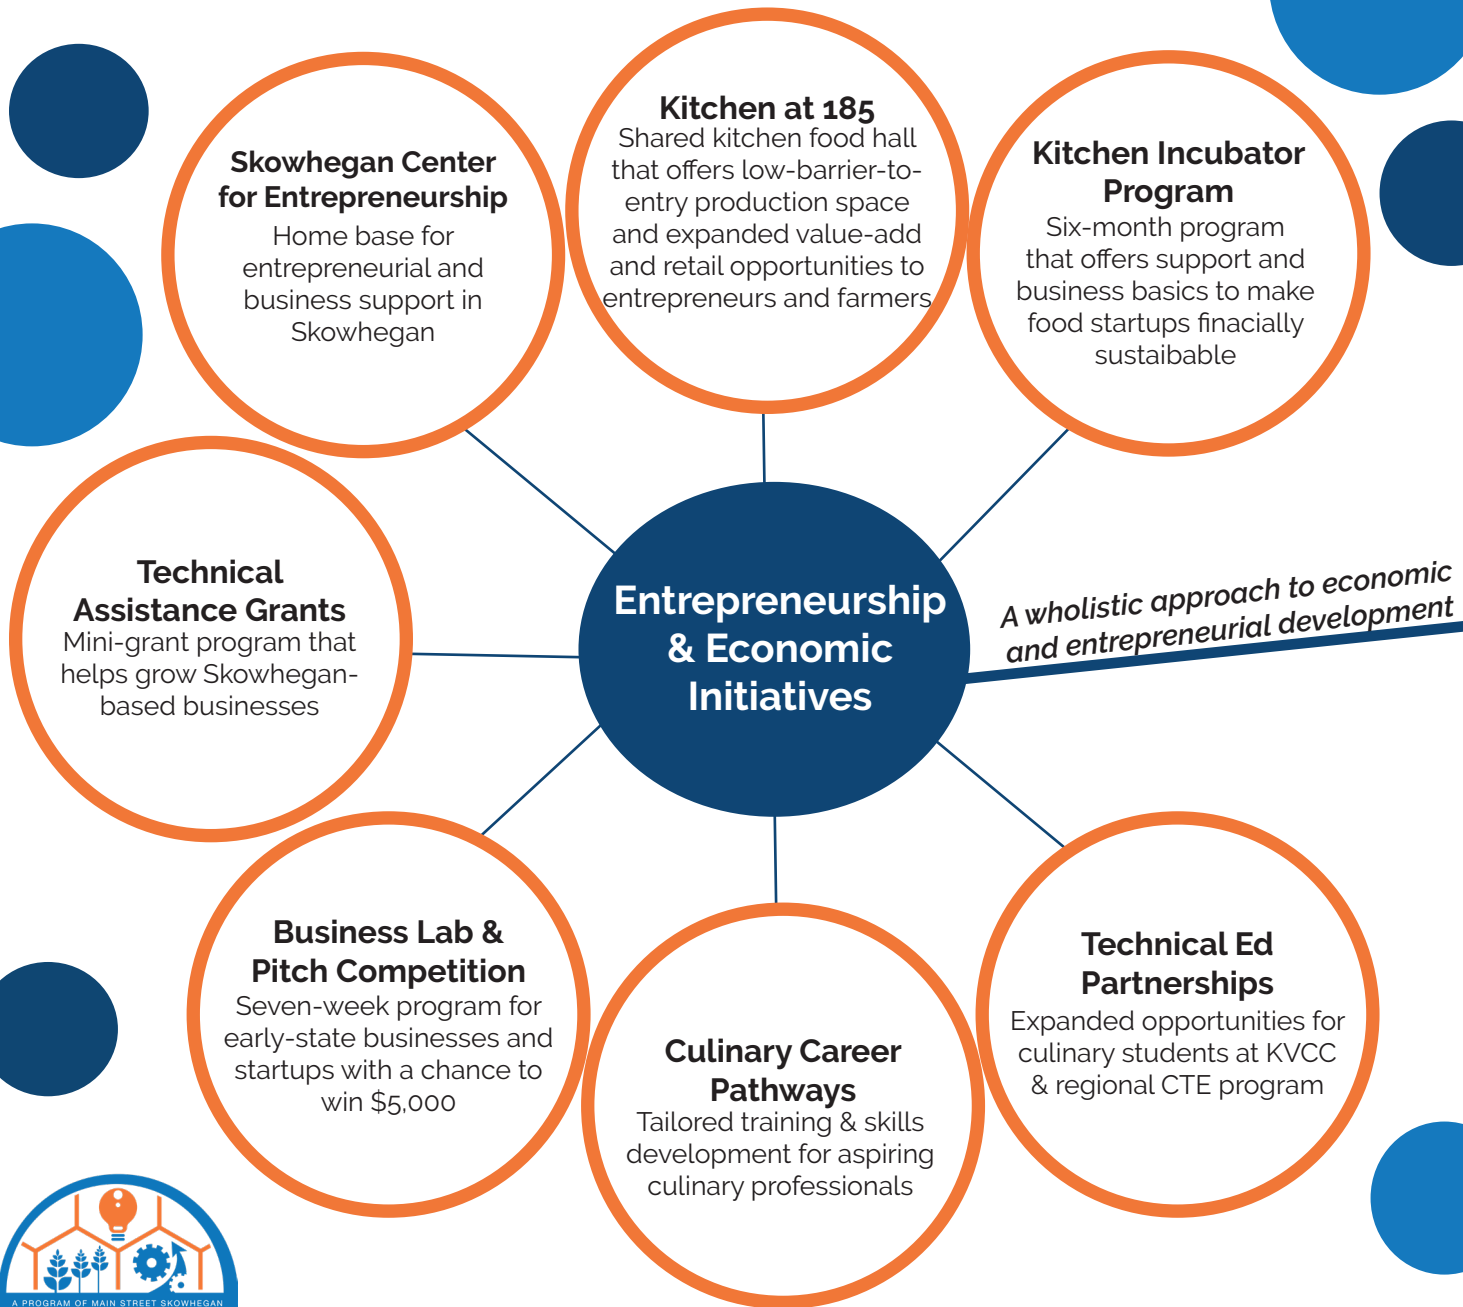 Skowhegan Center
for Entrepreneurship
Home base for
entrepreneurial and
business support in
Skowhegan
Kitchen at 185
Shared kitchen food hall
that offers low-barrier-to-
entry production space
and expanded value-add
and retail opportunities to
entrepreneurs and farmers
Kitchen Incubator
Program
Six-month program
that offers support and
business basics to make
food startups finacially
sustaibable
Technical
Assistance Grants
Mini-grant program that
helps grow Skowhegan-
based businesses
Entrepreneurship
& Economic
Initiatives
A wholistic approach to economic
and entrepreneurial development
Business Lab &
Pitch Competition
Seven-week program for
early-state businesses and
startups with a chance to
win $5,000
Culinary Career
Pathways
Tailored training & skills
development for aspiring
culinary professionals
Technical Ed
Partnerships
Expanded opportunities for
culinary students at KVCC
& regional CTE program
A PROGRAM OF MAIN STREET SKOWHEGAN